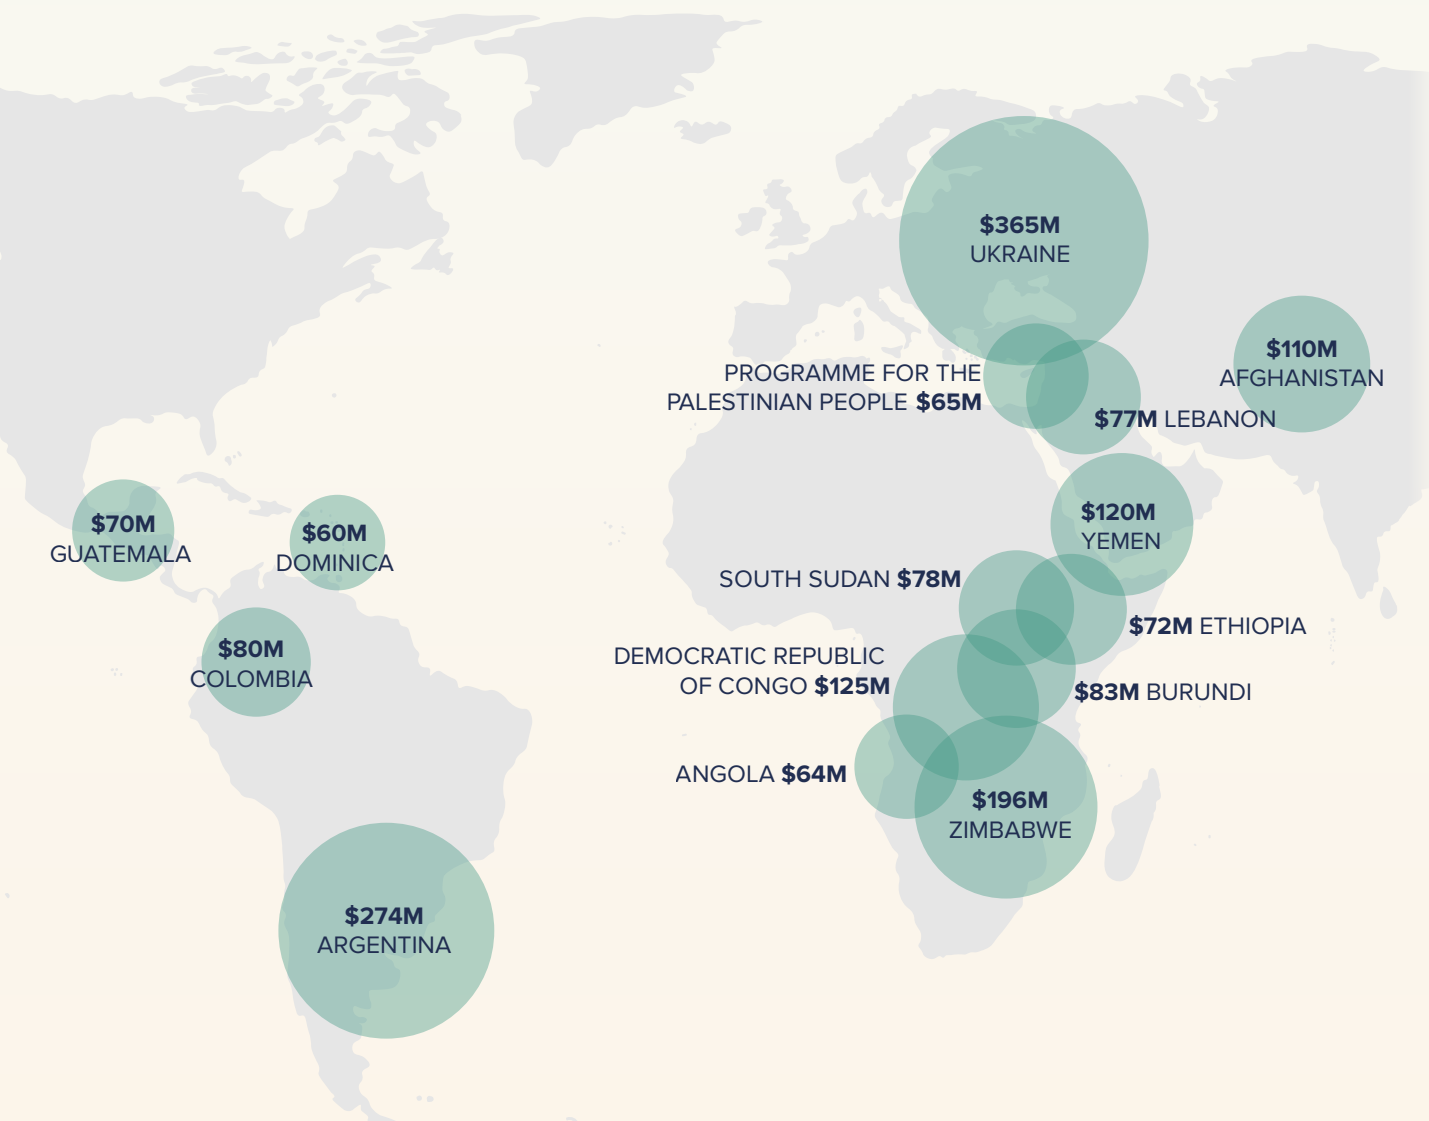 $365M
UKRAINE
$110M
AFGHANISTAN
PROGRAMME FOR THE
PALESTINIAN PEOPLE $65M
$77M LEBANON
$70M
GUATEMALA
$60M
DOMINICA
$120M
YEMEN
SOUTH SUDAN $78M
$72M ETHIOPIA
$80M
COLOMBIA
DEMOCRATIC REPUBLIC
OF CONGO $125M
$83M BURUNDI
ANGOLA $64M
$196M
ZIMBABWE
$274M
ARGENTINA